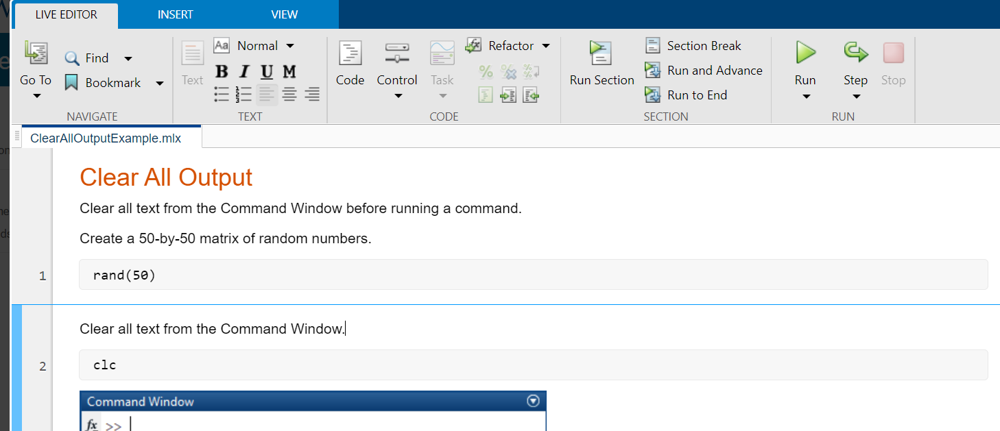 LIVE EDITOR INSERT VIEW
Go To
Find
Bookmark
NAVIGATE
Text
Aa Normal
B I U M
TEXT
Code
Control
Task
Refactor
CODE
Run Section
Section Break
Run and Advance
Run to End
SECTION
Run
Step
Stop
RUN
ClearAllOutputExample.mlx
Clear All Output
Clear all text from the Command Window before running a command.
Create a 50-by-50 matrix of random numbers.
1 rand(50)
Clear all text from the Command Window.
2 clc
Command Window
fx >>